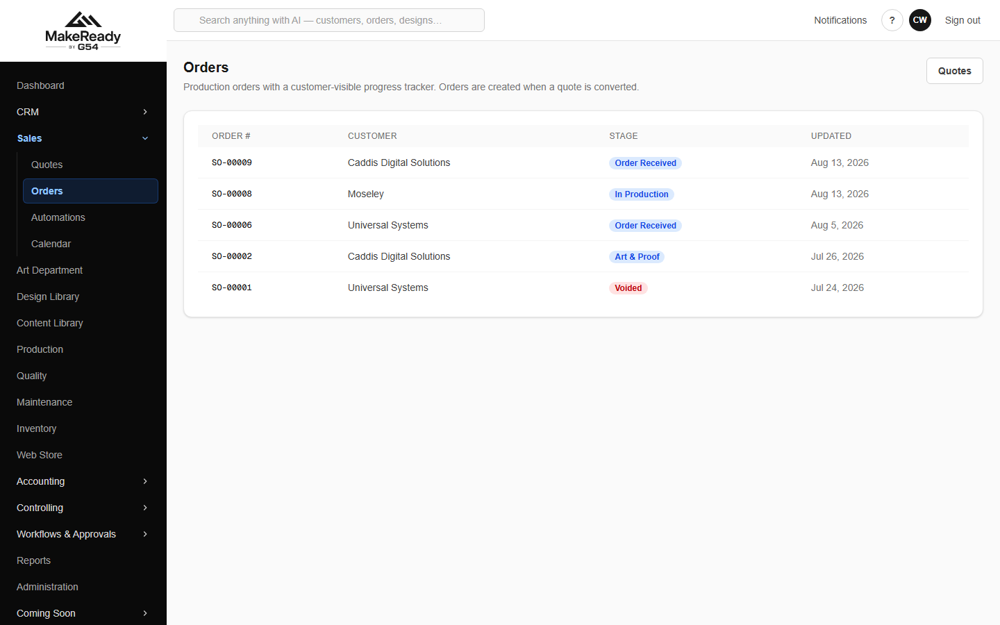 MakeReady
BY G54
Search anything with AI — customers, orders, designs...
Notifications
?
CW
Sign out
Dashboard
CRM
Sales
Quotes
Orders
Automations
Calendar
Art Department
Design Library
Content Library
Production
Quality
Maintenance
Inventory
Web Store
Accounting
Controlling
Workflows & Approvals
Reports
Administration
Coming Soon
Orders
Production orders with a customer-visible progress tracker. Orders are created when a quote is converted.
Quotes
ORDER # CUSTOMER STAGE UPDATED
SO-00009 Caddis Digital Solutions Order Received Aug 13, 2026
SO-00008 Moseley In Production Aug 13, 2026
SO-00006 Universal Systems Order Received Aug 5, 2026
SO-00002 Caddis Digital Solutions Art & Proof Jul 26, 2026
SO-00001 Universal Systems Voided Jul 24, 2026